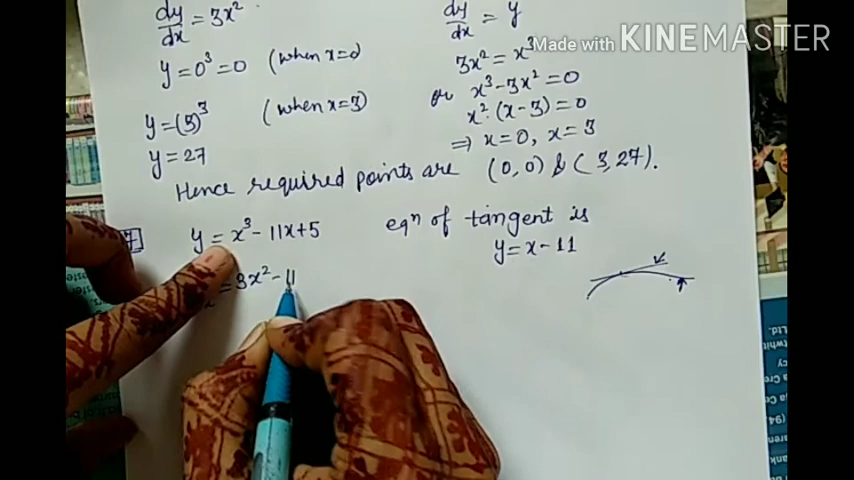 dy/dx = 3x².
y = 0³ = 0 (when x=0)
y = (3)³ (when x=3)
y = 27
dy/dx = y
3x² = x³
or x³ - 3x² = 0
x² · (x - 3) = 0
⇒ x = 0, x = 3
Hence required points are (0, 0) & (3, 27).
y = x³ - 11x + 5
eqⁿ of tangent is
y = x - 11
= 3x² - 11
Made with KINEMASTER
Ltd.